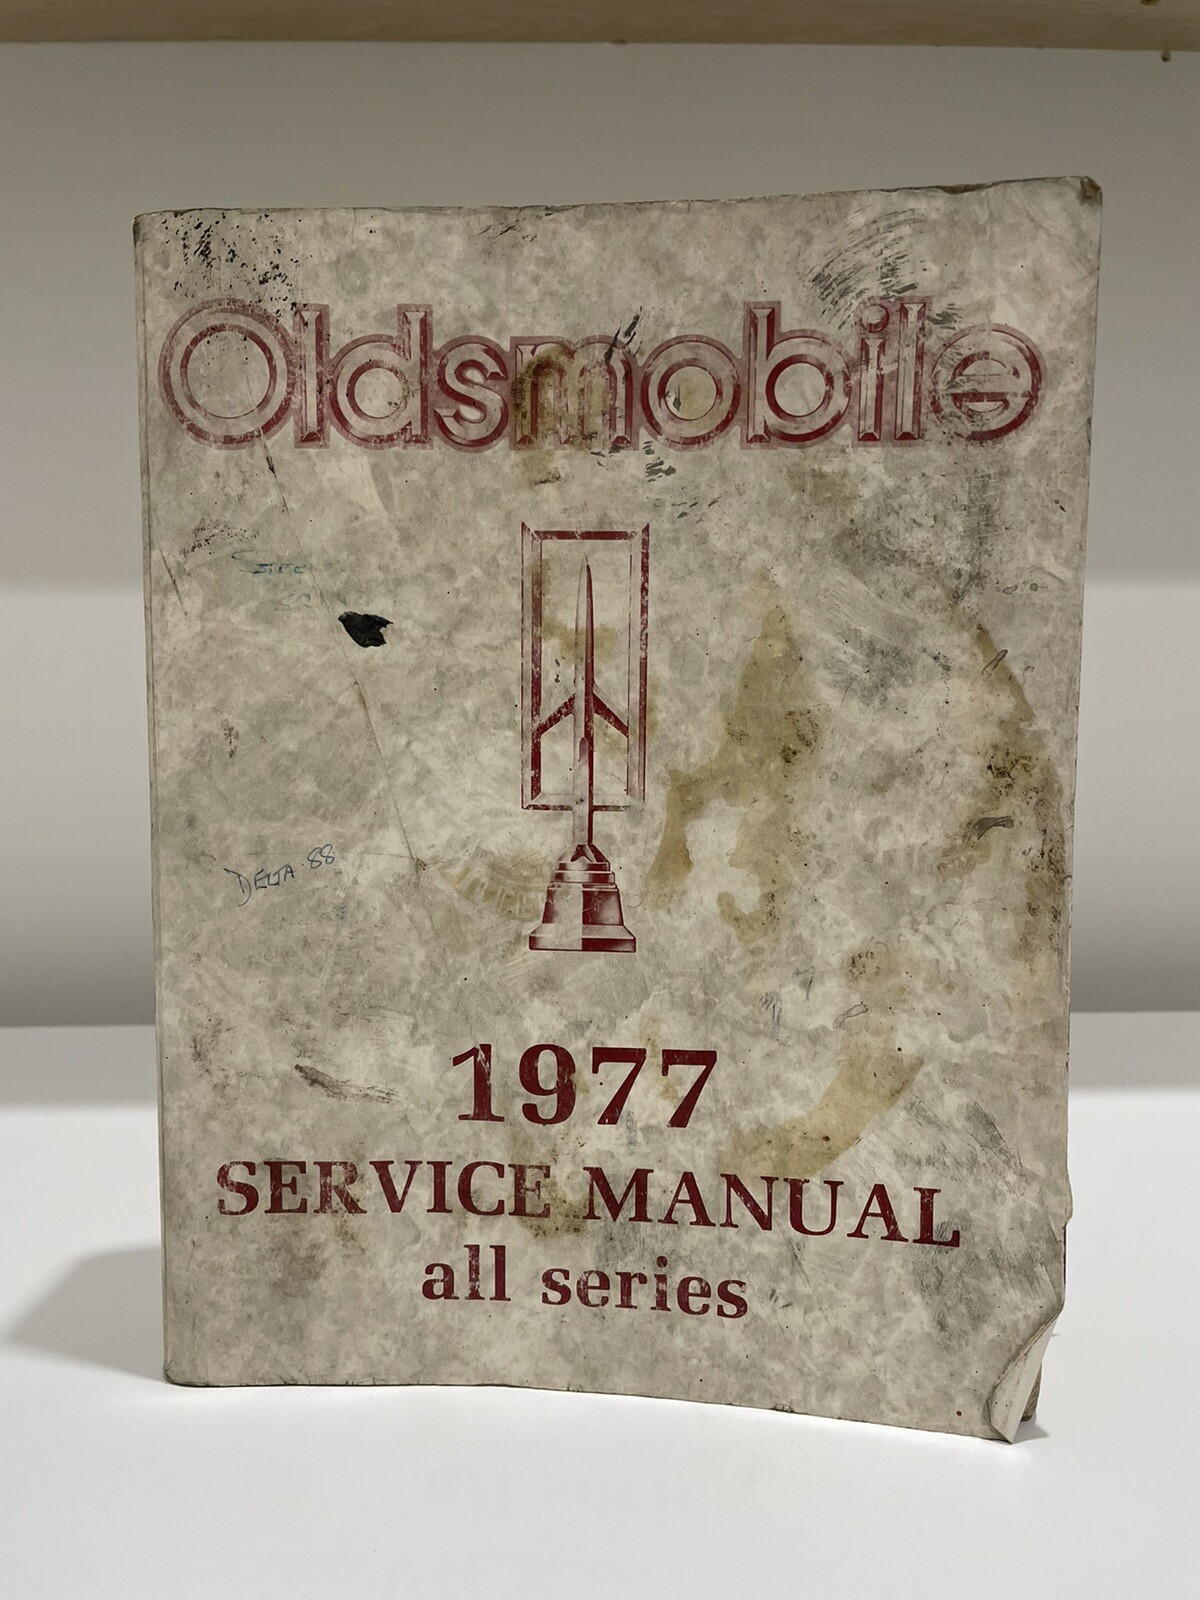 Oldsmobile
DELTA 88
1977
SERVICE MANUAL
all series